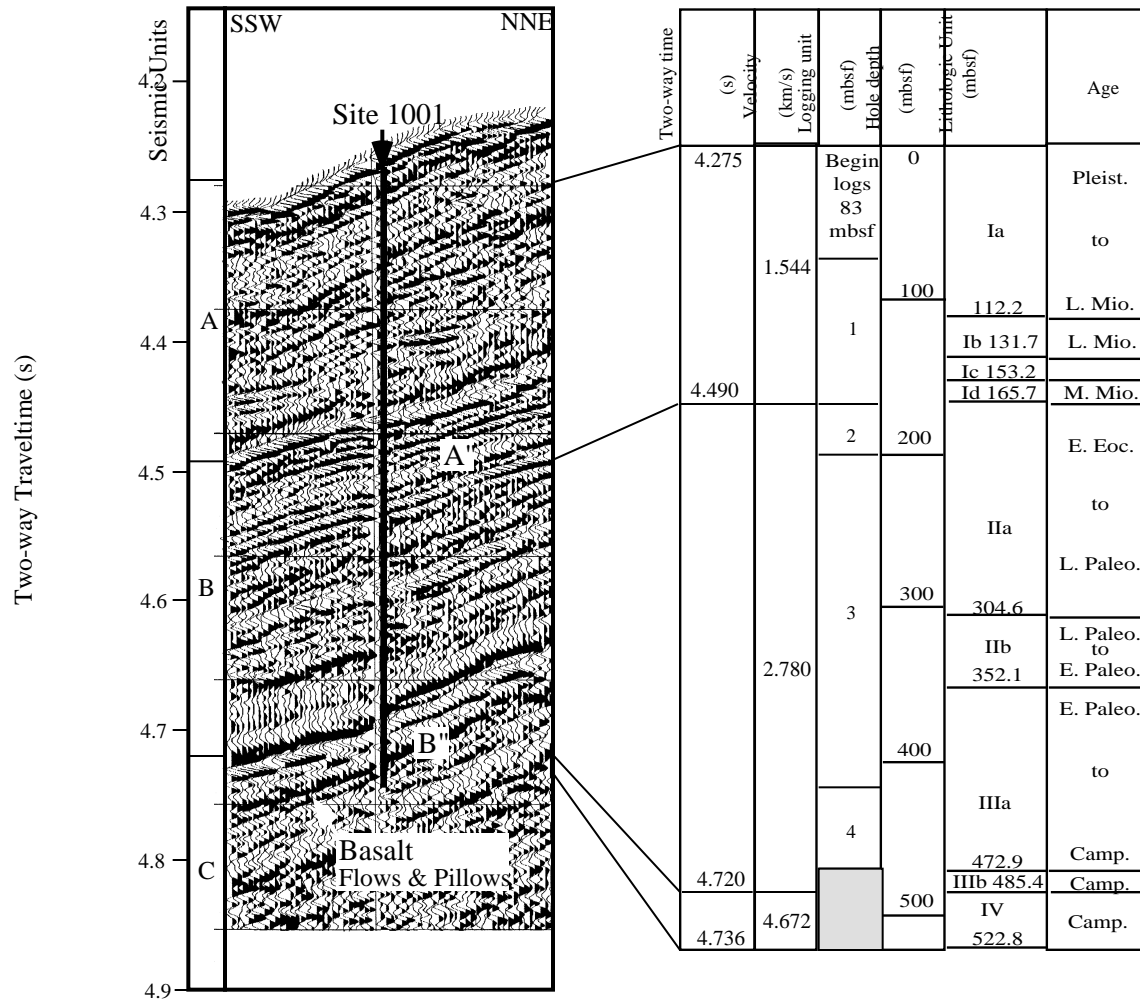 SSW NNE
Seismic Units
Two-way Traveltime (s)
4.2
4.3
4.4
4.5
4.6
4.7
4.8
4.9
A
B
C
Site 1001
A"
B"
Basalt
Flows & Pillows
Two-way time
(s)
Velocity
(km/s)
Logging unit
(mbsf)
Hole depth
(mbsf)
Lithologic Unit
(mbsf)
Age
4.275
4.490
4.720
4.736
1.544
2.780
4.672
Begin
logs
83
mbsf
1
2
3
4
0
100
200
300
400
500
Ia
112.2
Ib 131.7
Ic 153.2
Id 165.7
IIa
304.6
IIb
352.1
IIIa
472.9
IIIb 485.4
IV
522.8
Pleist.
to
L. Mio.
L. Mio.
M. Mio.
E. Eoc.
to
L. Paleo.
L. Paleo.
to
E. Paleo.
E. Paleo.
to
Camp.
Camp.
Camp.